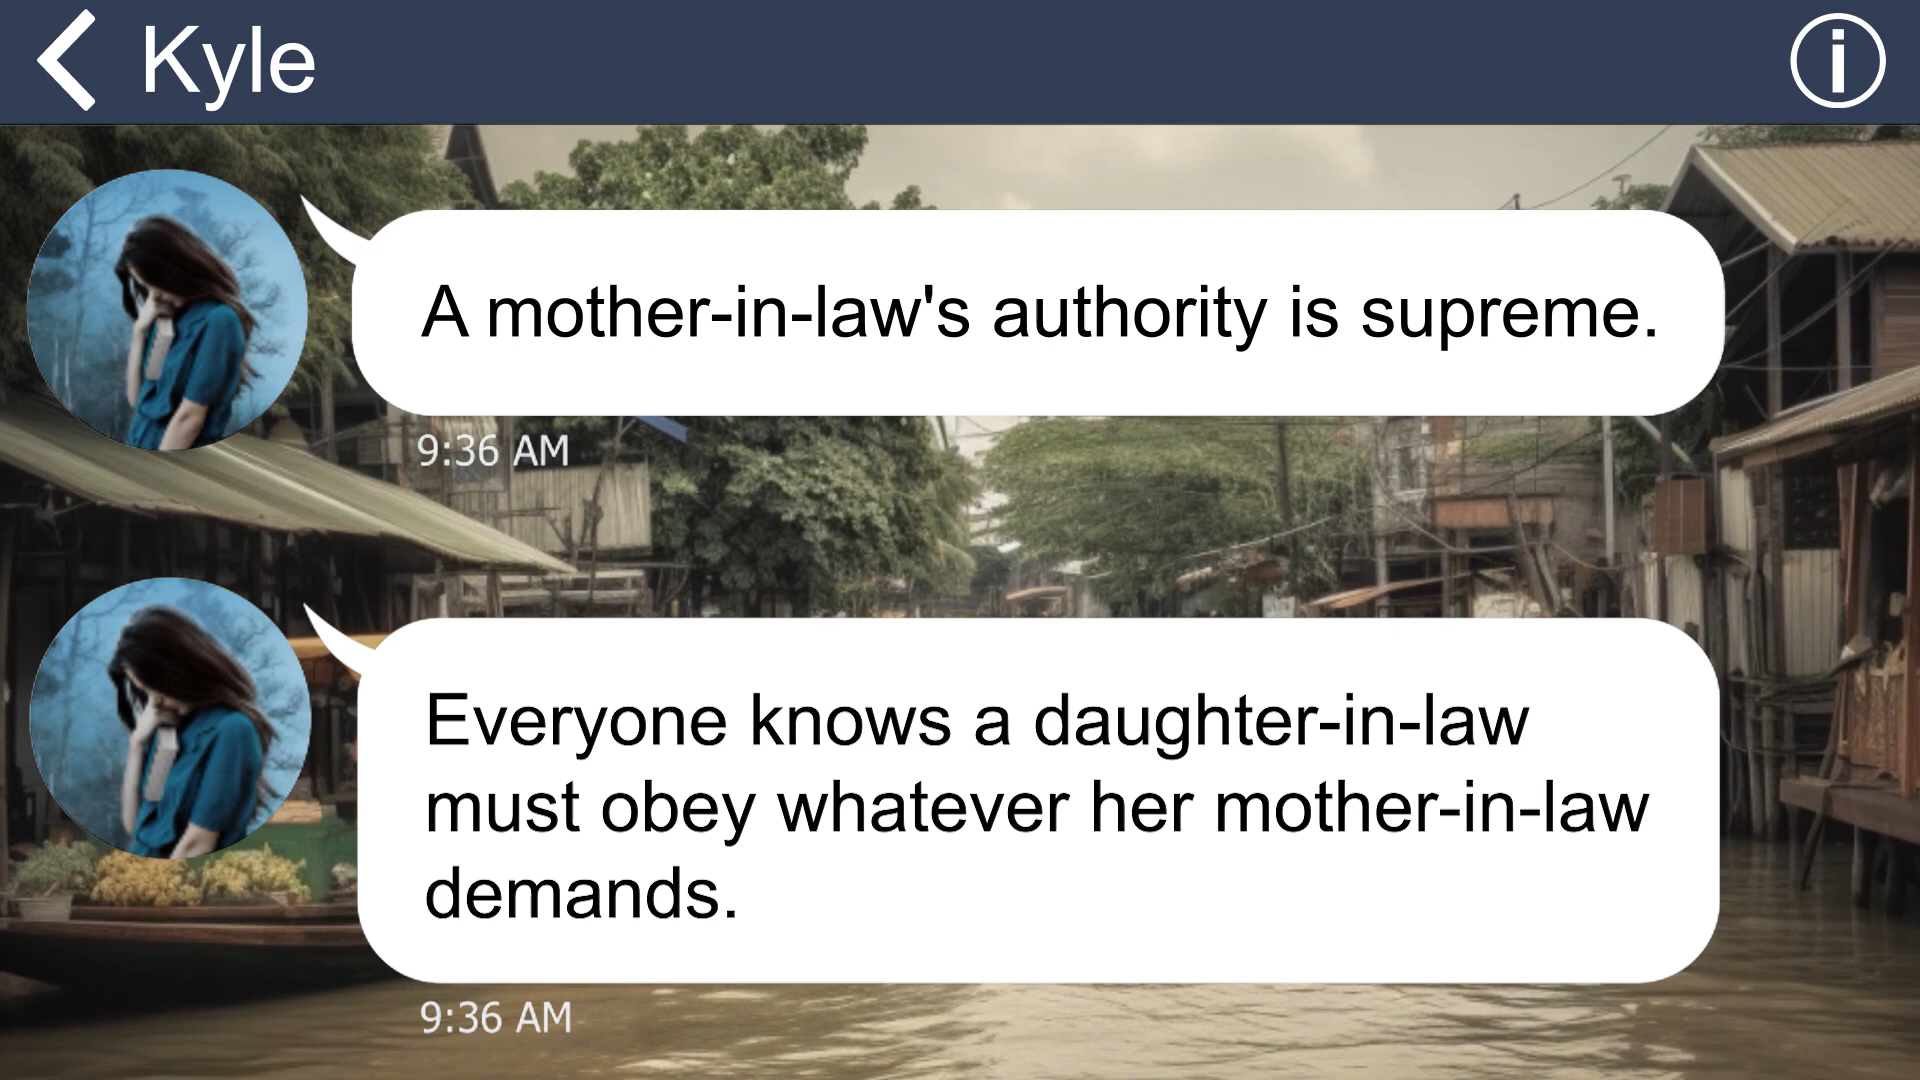 Kyle
A mother-in-law's authority is supreme.
9:36 AM
Everyone knows a daughter-in-law
must obey whatever her mother-in-law
demands.
9:36 AM